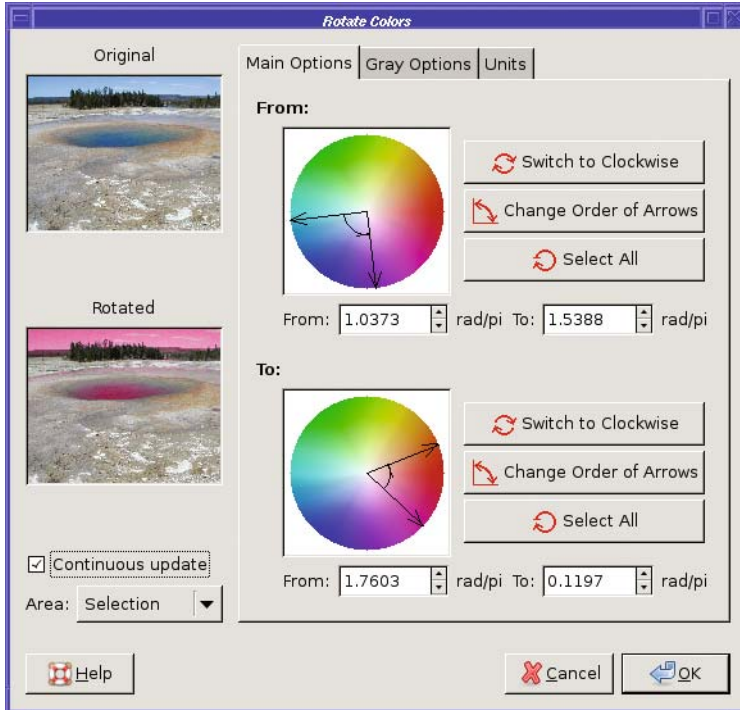 Rotate Colors
Original
Main Options Gray Options Units
From:
Switch to Clockwise
Change Order of Arrows
Select All
Rotated
From: 1.0373 rad/pi To: 1.5388 rad/pi
To:
Switch to Clockwise
Change Order of Arrows
Select All
Continuous update
From: 1.7603 rad/pi To: 0.1197 rad/pi
Area: Selection
Help Cancel OK